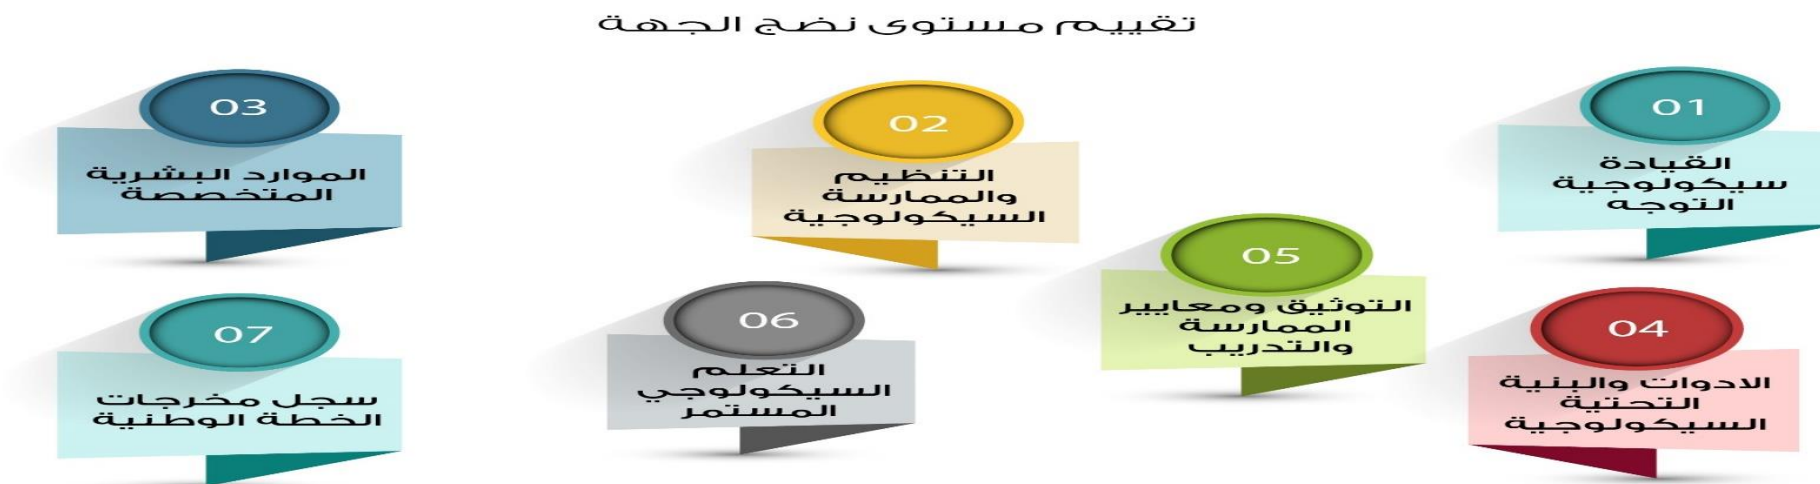 تقييم مستوى نضج الجهة
01
القيادة
سيكولوجية
التوجه
02
التنظيم
والممارسة
السيكولوجية
03
الموارد البشرية
المتخصصة
04
الادوات والبنية
التحتية
السيكولوجية
05
التوثيق ومعايير
الممارسة
والتدريب
06
التعلم
السيكولوجي
المستمر
07
سجل مخرجات
الخطة الوطنية